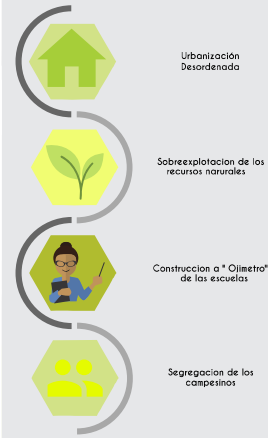 Urbanización
Desordenada
Sobreexplotacion de los
recursos narurales
Construccion a " Ojimetro"
de las escuelas
Segregacion de los
campesinos